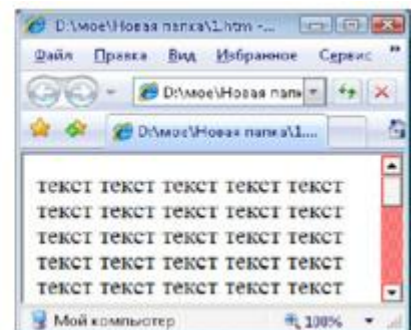 D:\мое\Новая папка\1.htm -...
Файл Правка Вид Избранное Сервис "
D:\мое\Новая папк
D:\мое\Новая папка\1....
текст текст текст текст текст
текст текст текст текст текст
текст текст текст текст текст
текст текст текст текст текст
текст текст текст текст текст
Мой компьютер 100%